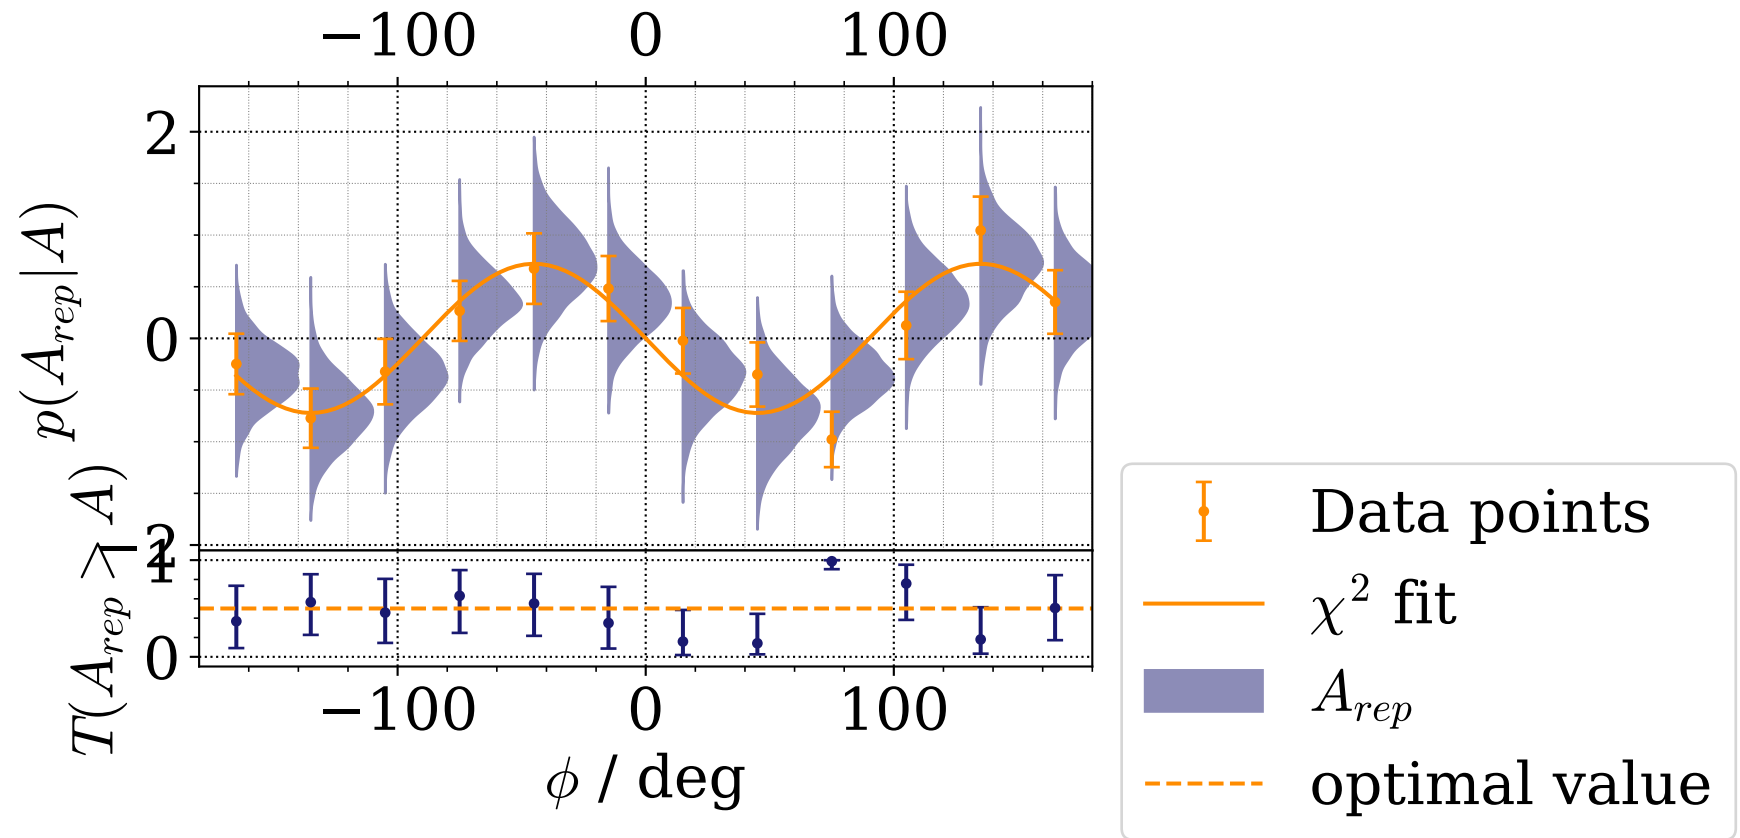 −100 0 100
2
0
−2
p(A_rep|A)
1
0
T(A_rep > A)
−100 0 100
ϕ / deg
Data points
χ² fit
A_rep
optimal value